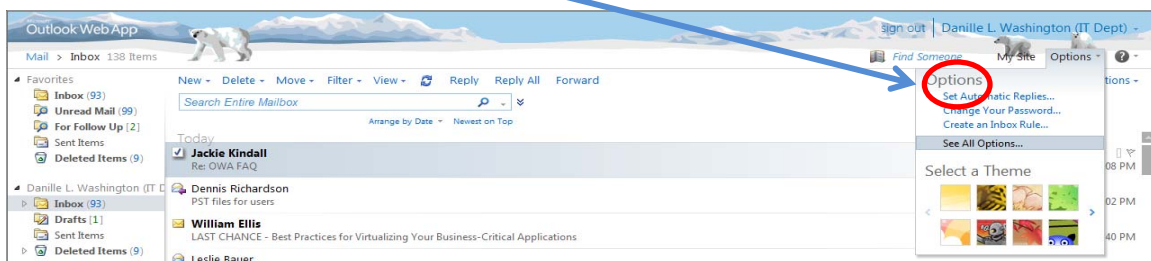 Outlook Web App
sign out | Danille L. Washington (IT Dept)
Mail > Inbox 138 Items
Find Someone My Site Options
Favorites
Inbox (93)
Unread Mail (99)
For Follow Up [2]
Sent Items
Deleted Items (9)
Danille L. Washington (IT D
Inbox (93)
Drafts [1]
Sent Items
Deleted Items (9)
New Delete Move Filter View Reply Reply All Forward
Search Entire Mailbox
Arrange by Date Newest on Top
Today
Jackie Kindall
Re: OWA FAQ
08 PM
Dennis Richardson
PST files for users
02 PM
William Ellis
LAST CHANCE - Best Practices for Virtualizing Your Business-Critical Applications
40 PM
Leslie Bauer
Options
tions
Set Automatic Replies...
Change Your Password...
Create an Inbox Rule...
See All Options...
Select a Theme